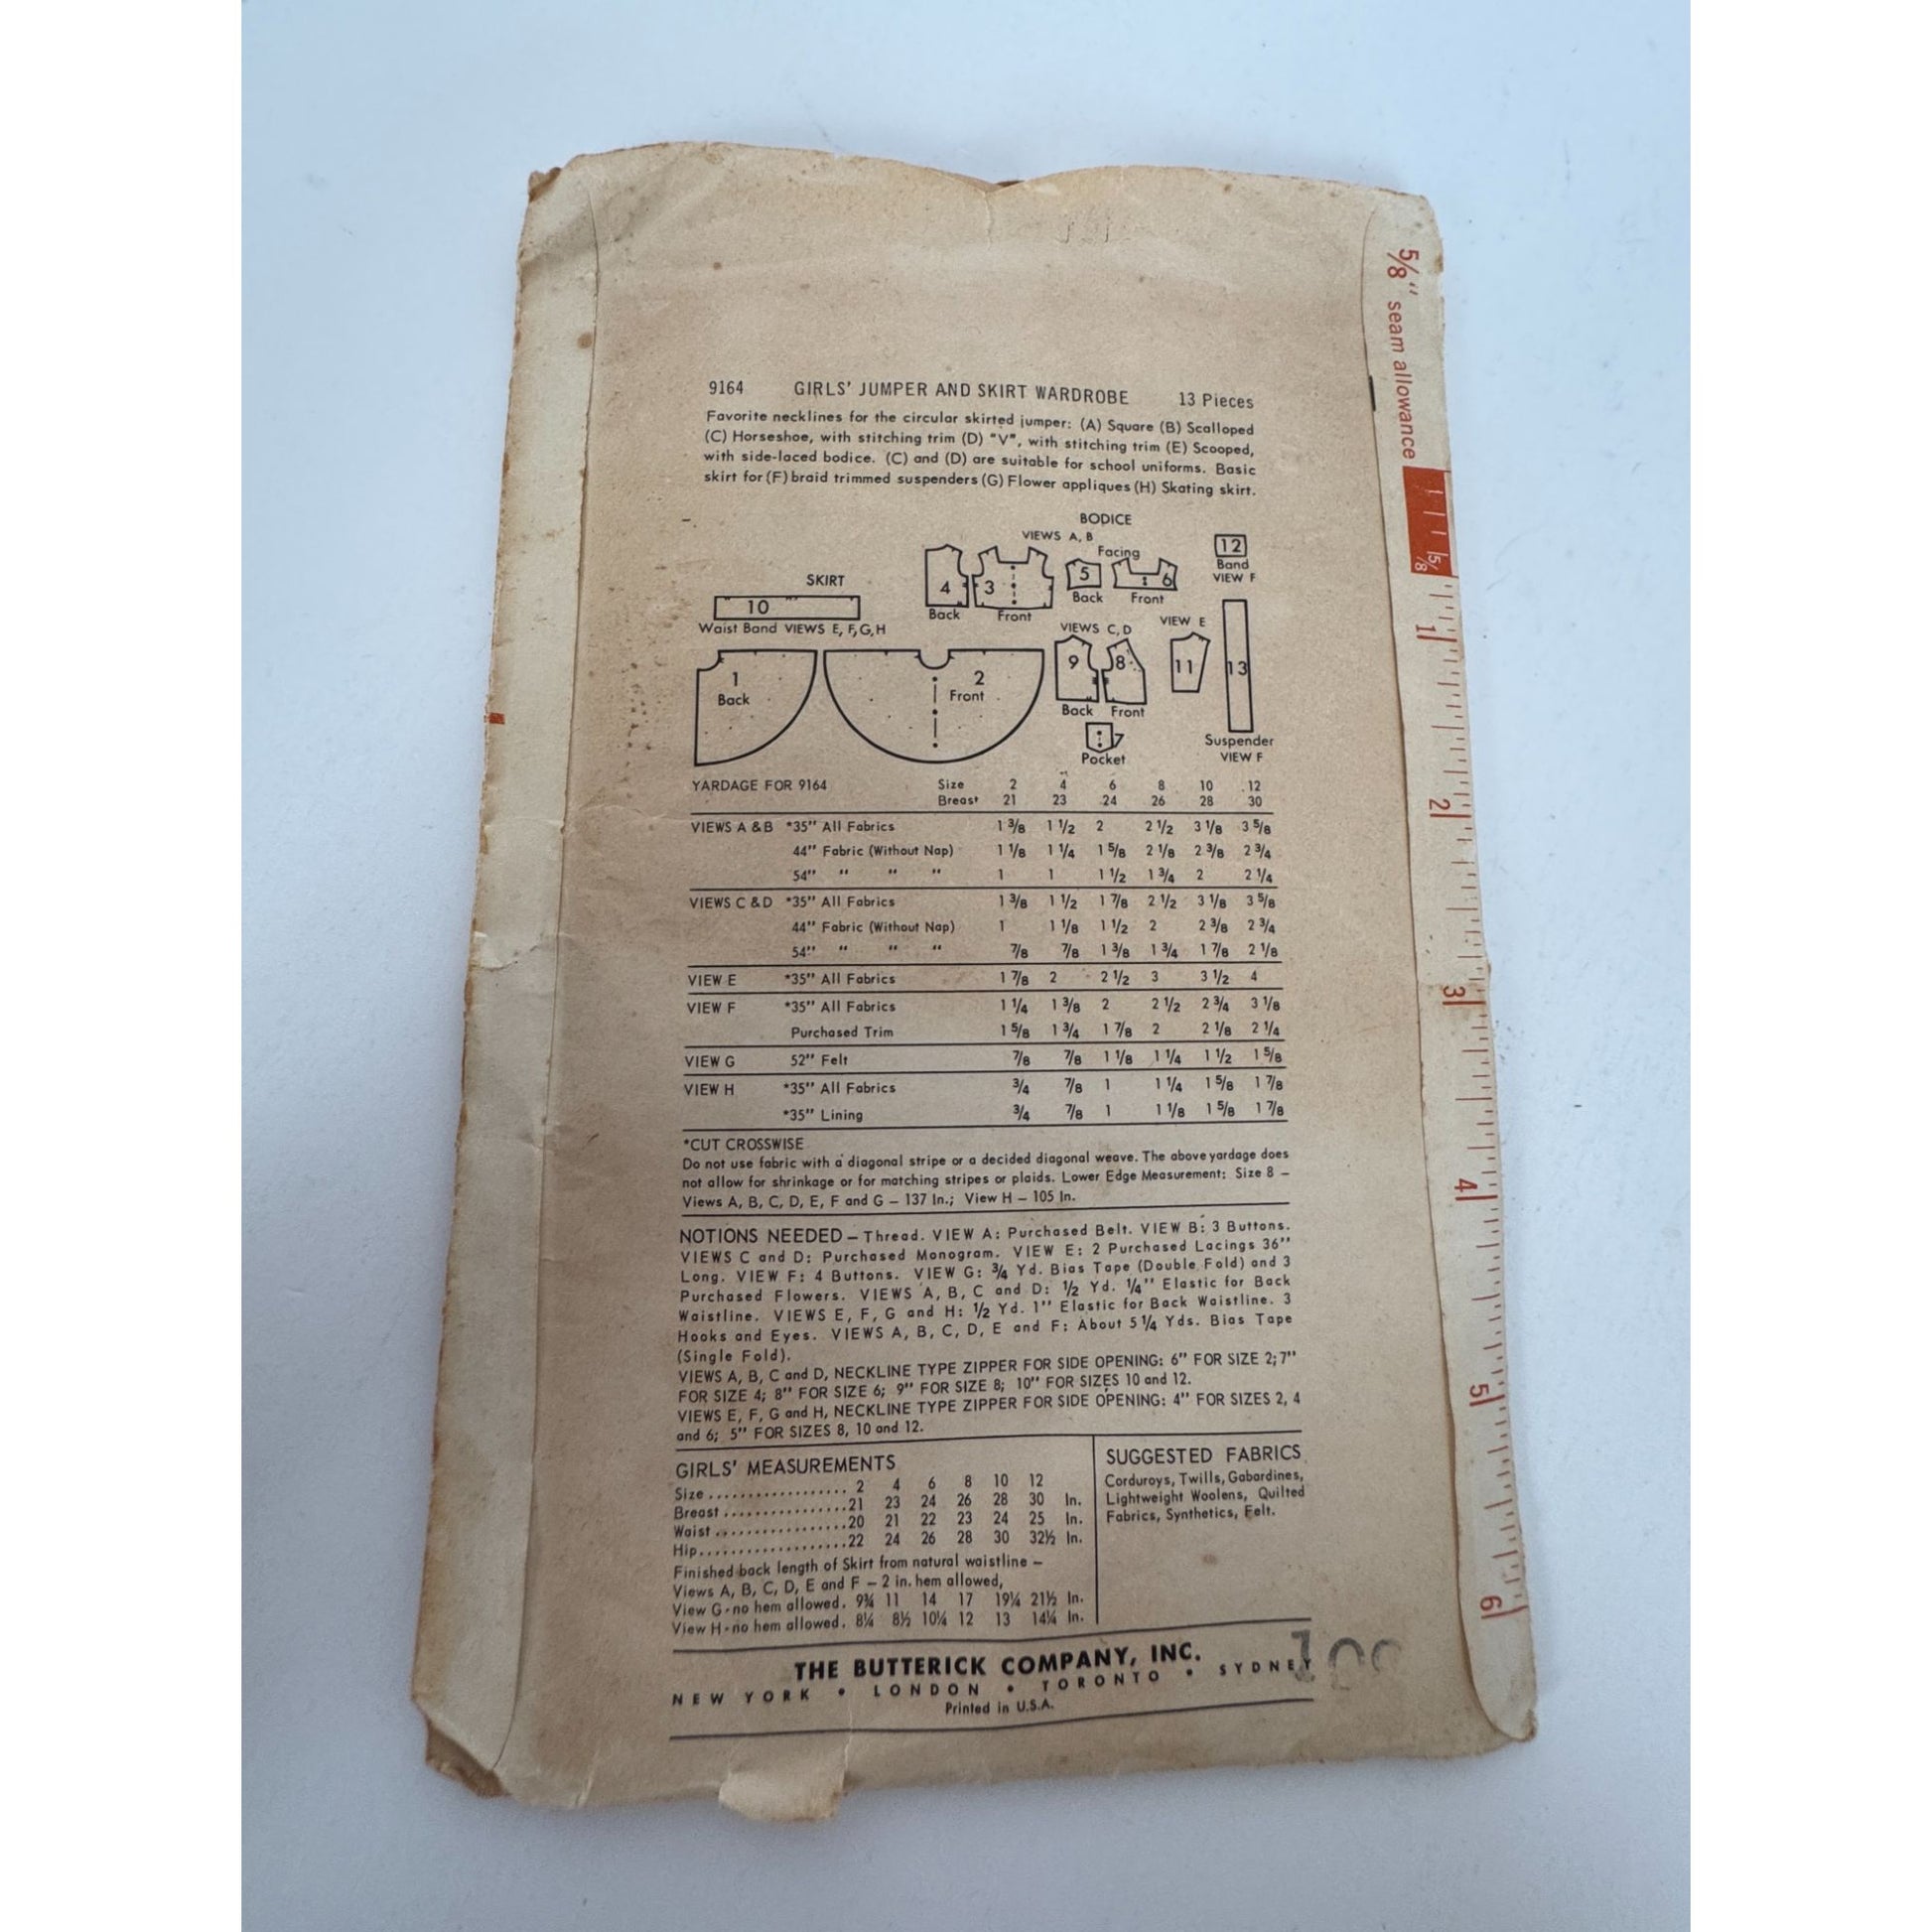 9164 GIRLS' JUMPER AND SKIRT WARDROBE 13 Pieces
Favorite necklines for the circular skirted jumper: (A) Square (B) Scalloped
(C) Horseshoe, with stitching trim (D) "V", with stitching trim (E) Scooped,
with side-laced bodice. (C) and (D) are suitable for school uniforms. Basic
skirt for (F) braid trimmed suspenders (G) Flower appliques (H) Skating skirt.
BODICE
VIEWS A, B
Facing
12
Band
VIEW F
4
Back
3
Front
5
Back
6
Front
SKIRT
10
Waist Band VIEWS E, F, G, H
1
Back
2
Front
VIEWS C, D
9
Back
8
Front
7
Pocket
VIEW E
11
13
Suspender
VIEW F
YARDAGE FOR 9164 Size 2 4 6 8 10 12
Breast 21 23 24 26 28 30
VIEWS A & B *35" All Fabrics 1 3/8 1 1/2 2 2 1/2 3 1/8 3 5/8
44" Fabric (Without Nap) 1 1/8 1 1/4 1 5/8 2 1/8 2 3/8 2 3/4
54" " " " 1 1 1 1/2 1 3/4 2 2 1/4
VIEWS C & D *35" All Fabrics 1 3/8 1 1/2 1 7/8 2 1/2 3 1/8 3 5/8
44" Fabric (Without Nap) 1 1 1/8 1 1/2 2 2 3/8 2 3/4
54" " " " 7/8 7/8 1 3/8 1 3/4 1 7/8 2 1/8
VIEW E *35" All Fabrics 1 7/8 2 2 1/2 3 3 1/2 4
VIEW F *35" All Fabrics 1 1/4 1 3/8 2 2 1/2 2 3/4 3 1/8
Purchased Trim 1 5/8 1 3/4 1 7/8 2 2 1/8 2 1/4
VIEW G 52" Felt 7/8 7/8 1 1/8 1 1/4 1 1/2 1 5/8
VIEW H *35" All Fabrics 3/4 7/8 1 1 1/4 1 5/8 1 7/8
*35" Lining 3/4 7/8 1 1 1/8 1 5/8 1 7/8
*CUT CROSSWISE
Do not use fabric with a diagonal stripe or a decided diagonal weave. The above yardage does
not allow for shrinkage or for matching stripes or plaids. Lower Edge Measurement: Size 8 –
Views A, B, C, D, E, F and G – 137 In.; View H – 105 In.
NOTIONS NEEDED – Thread. VIEW A: Purchased Belt. VIEW B: 3 Buttons.
VIEWS C and D: Purchased Monogram. VIEW E: 2 Purchased Lacings 36"
Long. VIEW F: 4 Buttons. VIEW G: 3/4 Yd. Bias Tape (Double Fold) and 3
Purchased Flowers. VIEWS A, B, C and D: 1/2 Yd. 1/4" Elastic for Back
Waistline. VIEWS E, F, G and H: 1/2 Yd. 1" Elastic for Back Waistline. 3
Hooks and Eyes. VIEWS A, B, C, D, E and F: About 5 1/4 Yds. Bias Tape
(Single Fold).
VIEWS A, B, C and D, NECKLINE TYPE ZIPPER FOR SIDE OPENING: 6" FOR SIZE 2; 7"
FOR SIZE 4; 8" FOR SIZE 6; 9" FOR SIZE 8; 10" FOR SIZES 10 and 12.
VIEWS E, F, G and H, NECKLINE TYPE ZIPPER FOR SIDE OPENING: 4" FOR SIZES 2, 4
and 6; 5" FOR SIZES 8, 10 and 12.
GIRLS' MEASUREMENTS
Size .................. 2 4 6 8 10 12
Breast ................ 21 23 24 26 28 30 In.
Waist ................. 20 21 22 23 24 25 In.
Hip.................... 22 24 26 28 30 32½ In.
Finished back length of Skirt from natural waistline –
Views A, B, C, D, E and F – 2 in. hem allowed,
View G - no hem allowed. 9¾ 11 14 17 19¼ 21½ In.
View H - no hem allowed. 8¼ 8½ 10¼ 12 13 14¼ In.
SUGGESTED FABRICS
Corduroys, Twills, Gabardines,
Lightweight Woolens, Quilted
Fabrics, Synthetics, Felt.
THE BUTTERICK COMPANY, INC.
NEW YORK • LONDON • TORONTO • SYDNEY
Printed in U.S.A.
5/8" seam allowance
5/8
1
2
3
4
5
6